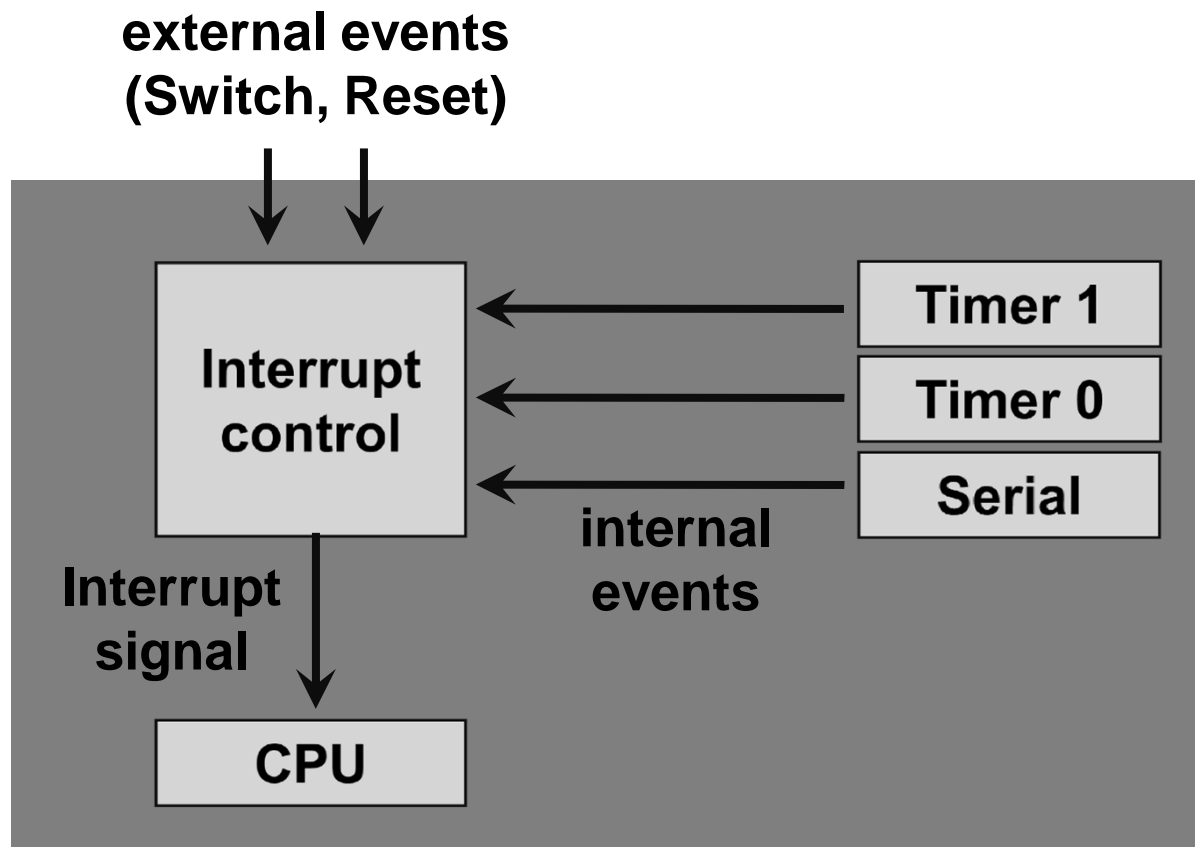 external events
(Switch, Reset)
Interrupt
control
Timer 1
Timer 0
Serial
internal
events
Interrupt
signal
CPU